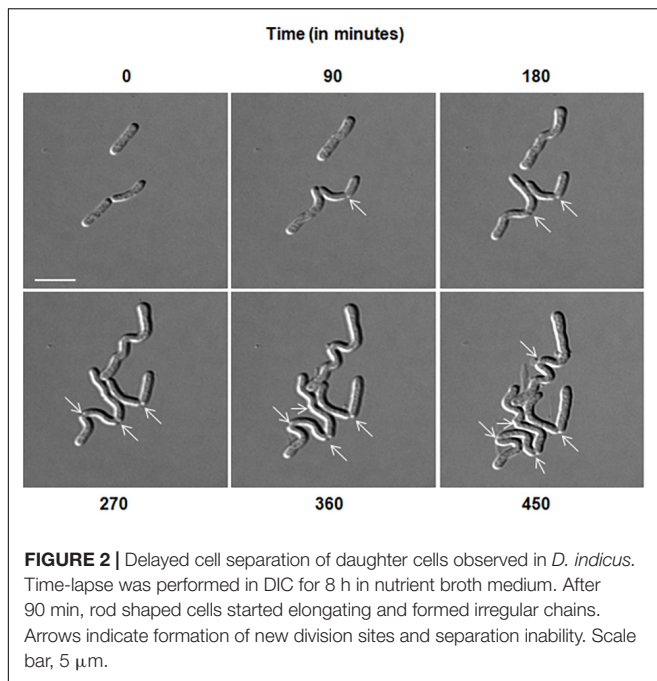 Time (in minutes)
0 90 180
270 360 450
FIGURE 2 | Delayed cell separation of daughter cells observed in D. indicus.
Time-lapse was performed in DIC for 8 h in nutrient broth medium. After
90 min, rod shaped cells started elongating and formed irregular chains.
Arrows indicate formation of new division sites and separation inability. Scale
bar, 5 μm.